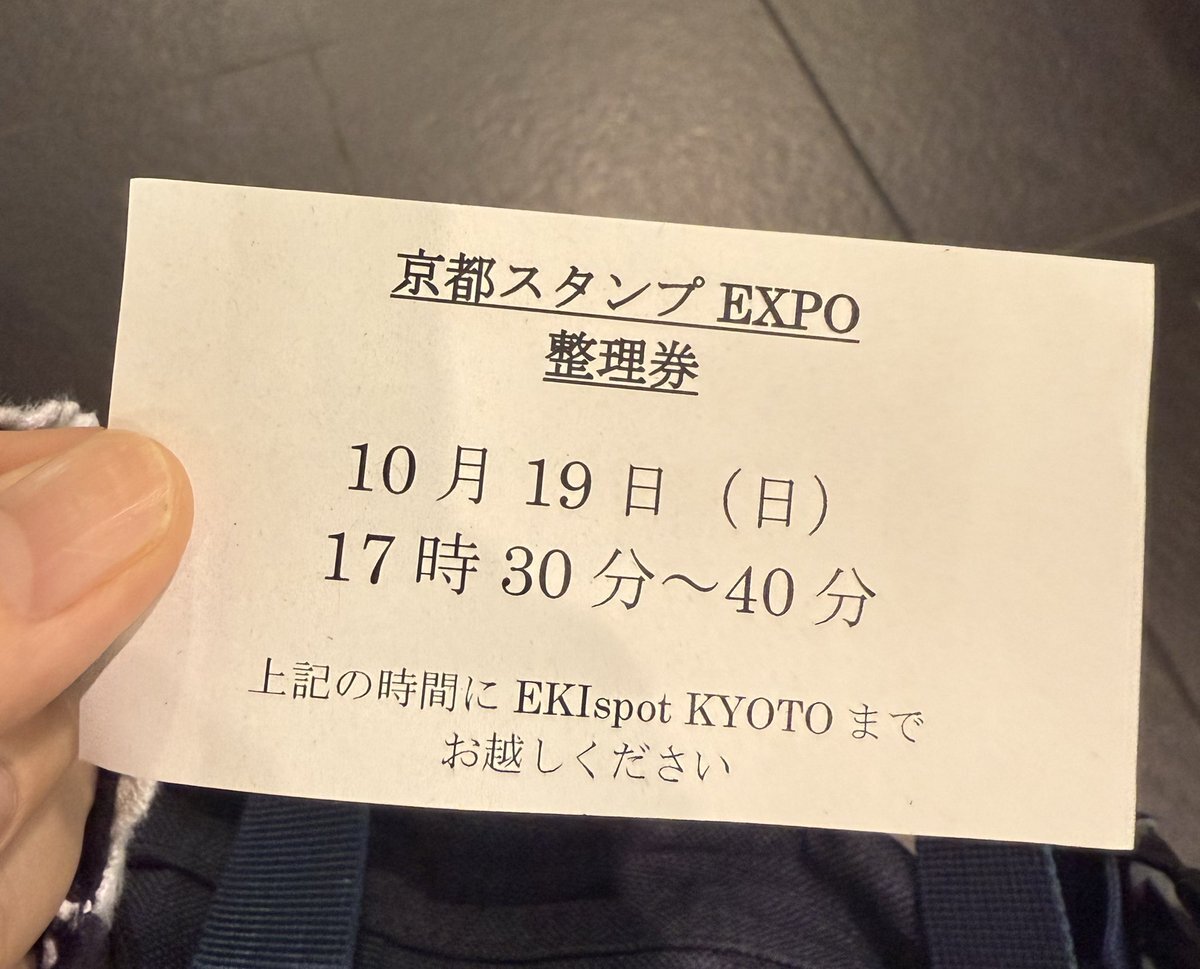 京都スタンプ EXPO
整理券
10 月 19 日 （日）
17 時 30 分～40 分
上記の時間に EKIspot KYOTO まで
お越しください